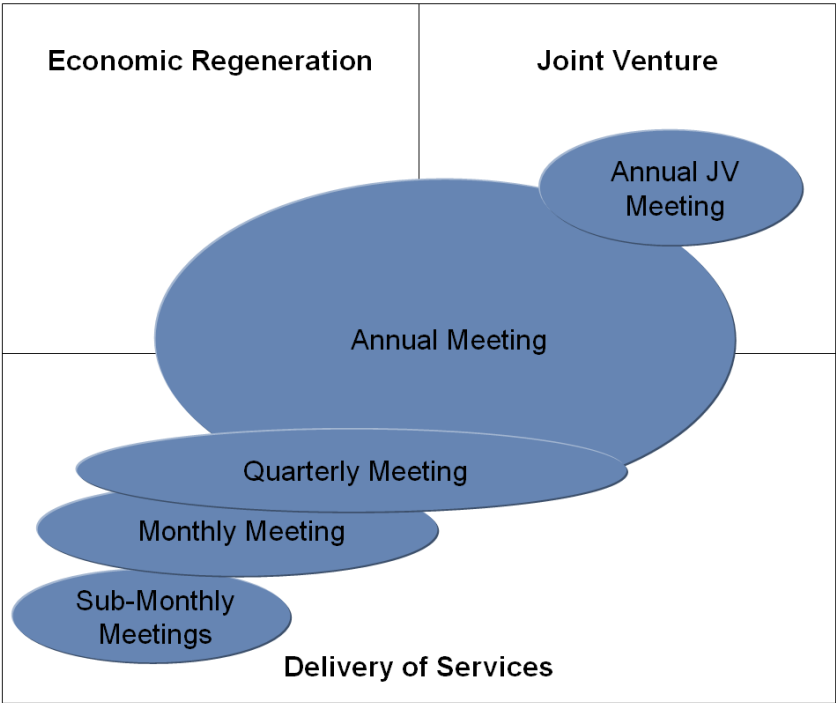 Economic Regeneration
Joint Venture
Annual JV
Meeting
Annual Meeting
Quarterly Meeting
Monthly Meeting
Sub-Monthly
Meetings
Delivery of Services